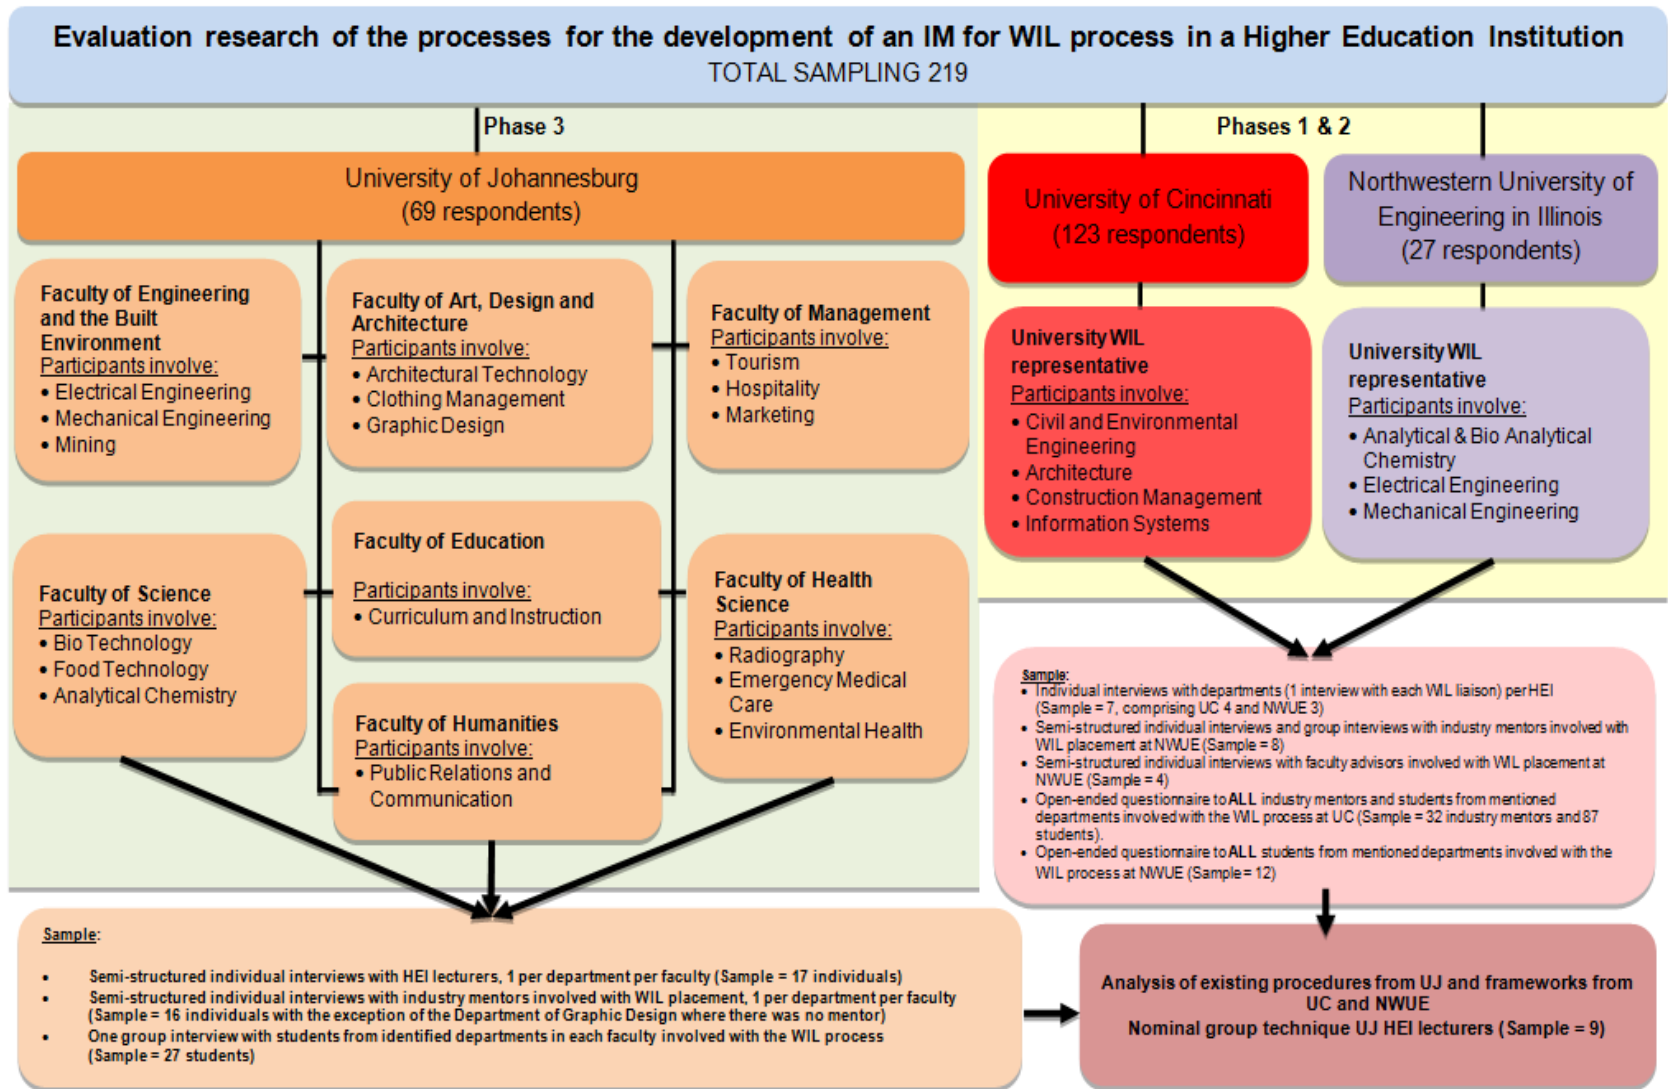 Evaluation research of the processes for the development of an IM for WIL process in a Higher Education Institution
TOTAL SAMPLING 219
Phase 3
University of Johannesburg
(69 respondents)
Faculty of Engineering
and the Built
Environment
Participants involve:
• Electrical Engineering
• Mechanical Engineering
• Mining
Faculty of Art, Design and
Architecture
Participants involve:
• Architectural Technology
• Clothing Management
• Graphic Design
Faculty of Management
Participants involve:
• Tourism
• Hospitality
• Marketing
Faculty of Science
Participants involve:
• Bio Technology
• Food Technology
• Analytical Chemistry
Faculty of Education
Participants involve:
• Curriculum and Instruction
Faculty of Health
Science
Participants involve:
• Radiography
• Emergency Medical
Care
• Environmental Health
Faculty of Humanities
Participants involve:
• Public Relations and
Communication
Sample:
• Semi-structured individual interviews with HEI lecturers, 1 per department per faculty (Sample = 17 individuals)
• Semi-structured individual interviews with industry mentors involved with WIL placement, 1 per department per faculty
(Sample = 16 individuals with the exception of the Department of Graphic Design where there was no mentor)
• One group interview with students from identified departments in each faculty involved with the WIL process
(Sample = 27 students)
Phases 1 & 2
University of Cincinnati
(123 respondents)
Northwestern University of
Engineering in Illinois
(27 respondents)
University WIL
representative
Participants involve:
• Civil and Environmental
Engineering
• Architecture
• Construction Management
• Information Systems
University WIL
representative
Participants involve:
• Analytical & Bio Analytical
Chemistry
• Electrical Engineering
• Mechanical Engineering
Sample:
• Individual interviews with departments (1 interview with each WIL liaison) per HEI
(Sample = 7, comprising UC 4 and NWUE 3)
• Semi-structured individual interviews and group interviews with industry mentors involved with
WIL placement at NWUE (Sample = 8)
• Semi-structured individual interviews with faculty advisors involved with WIL placement at
NWUE (Sample = 4)
• Open-ended questionnaire to ALL industry mentors and students from mentioned
departments involved with the WIL process at UC (Sample = 32 industry mentors and 87
students).
• Open-ended questionnaire to ALL students from mentioned departments involved with the
WIL process at NWUE (Sample = 12)
Analysis of existing procedures from UJ and frameworks from
UC and NWUE
Nominal group technique UJ HEI lecturers (Sample = 9)